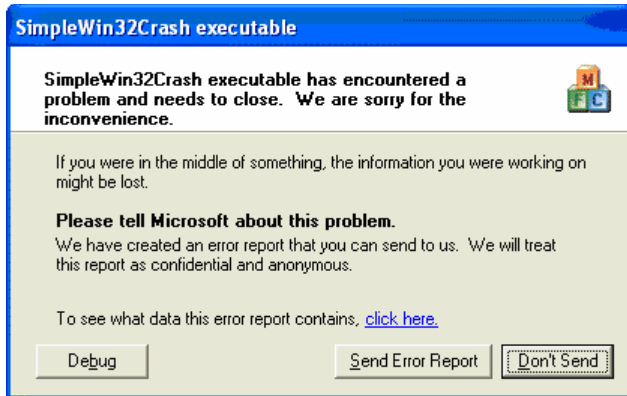 SimpleWin32Crash executable
SimpleWin32Crash executable has encountered a
problem and needs to close. We are sorry for the
inconvenience.
M
F C
If you were in the middle of something, the information you were working on
might be lost.
Please tell Microsoft about this problem.
We have created an error report that you can send to us. We will treat
this report as confidential and anonymous.
To see what data this error report contains, click here.
Debug
Send Error Report
Don't Send